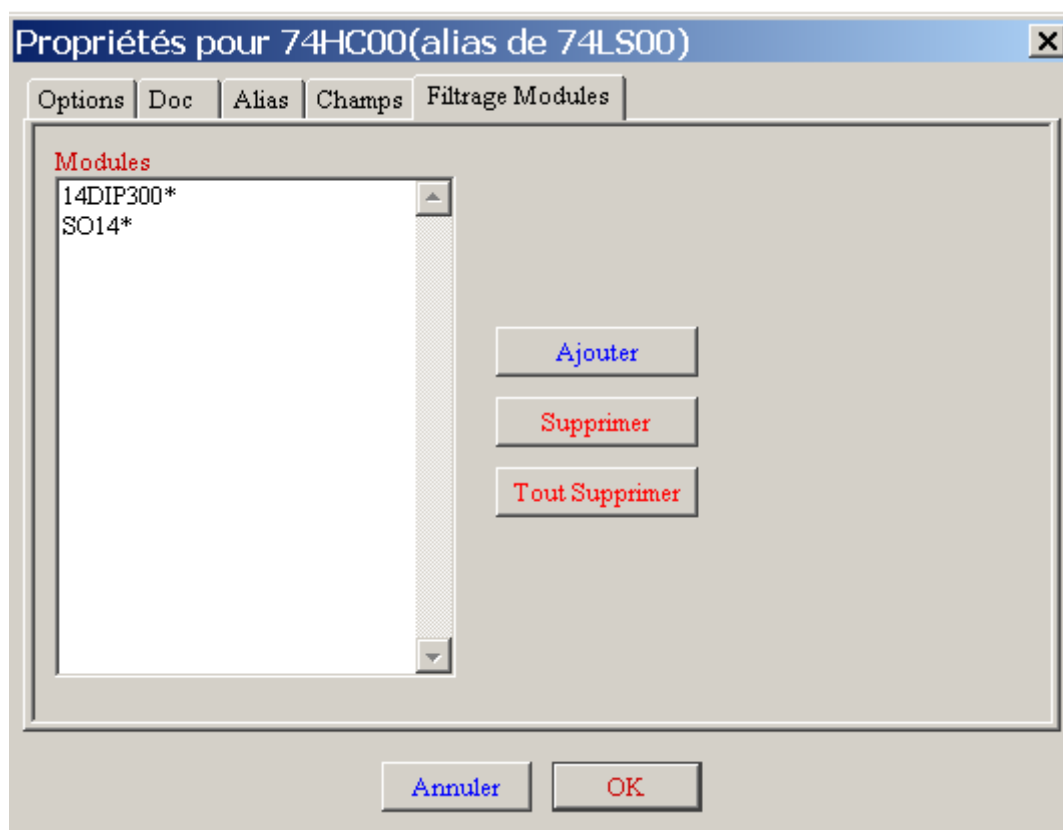 Propriétés pour 74HC00(alias de 74LS00)
Options Doc Alias Champs Filtrage Modules
Modules
14DIP300*
SO14*
Ajouter
Supprimer
Tout Supprimer
Annuler OK